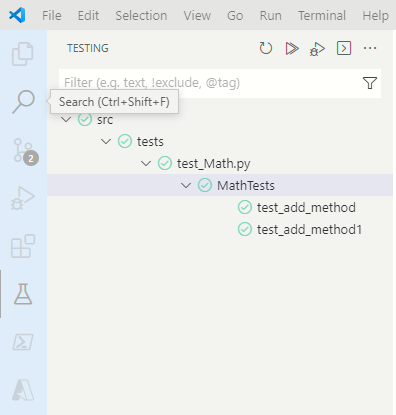 File Edit Selection View Go Run Terminal Help
TESTING
Filter (e.g. text, !exclude, @tag)
Search (Ctrl+Shift+F)
src
tests
2
test_Math.py
MathTests
test_add_method
test_add_method1